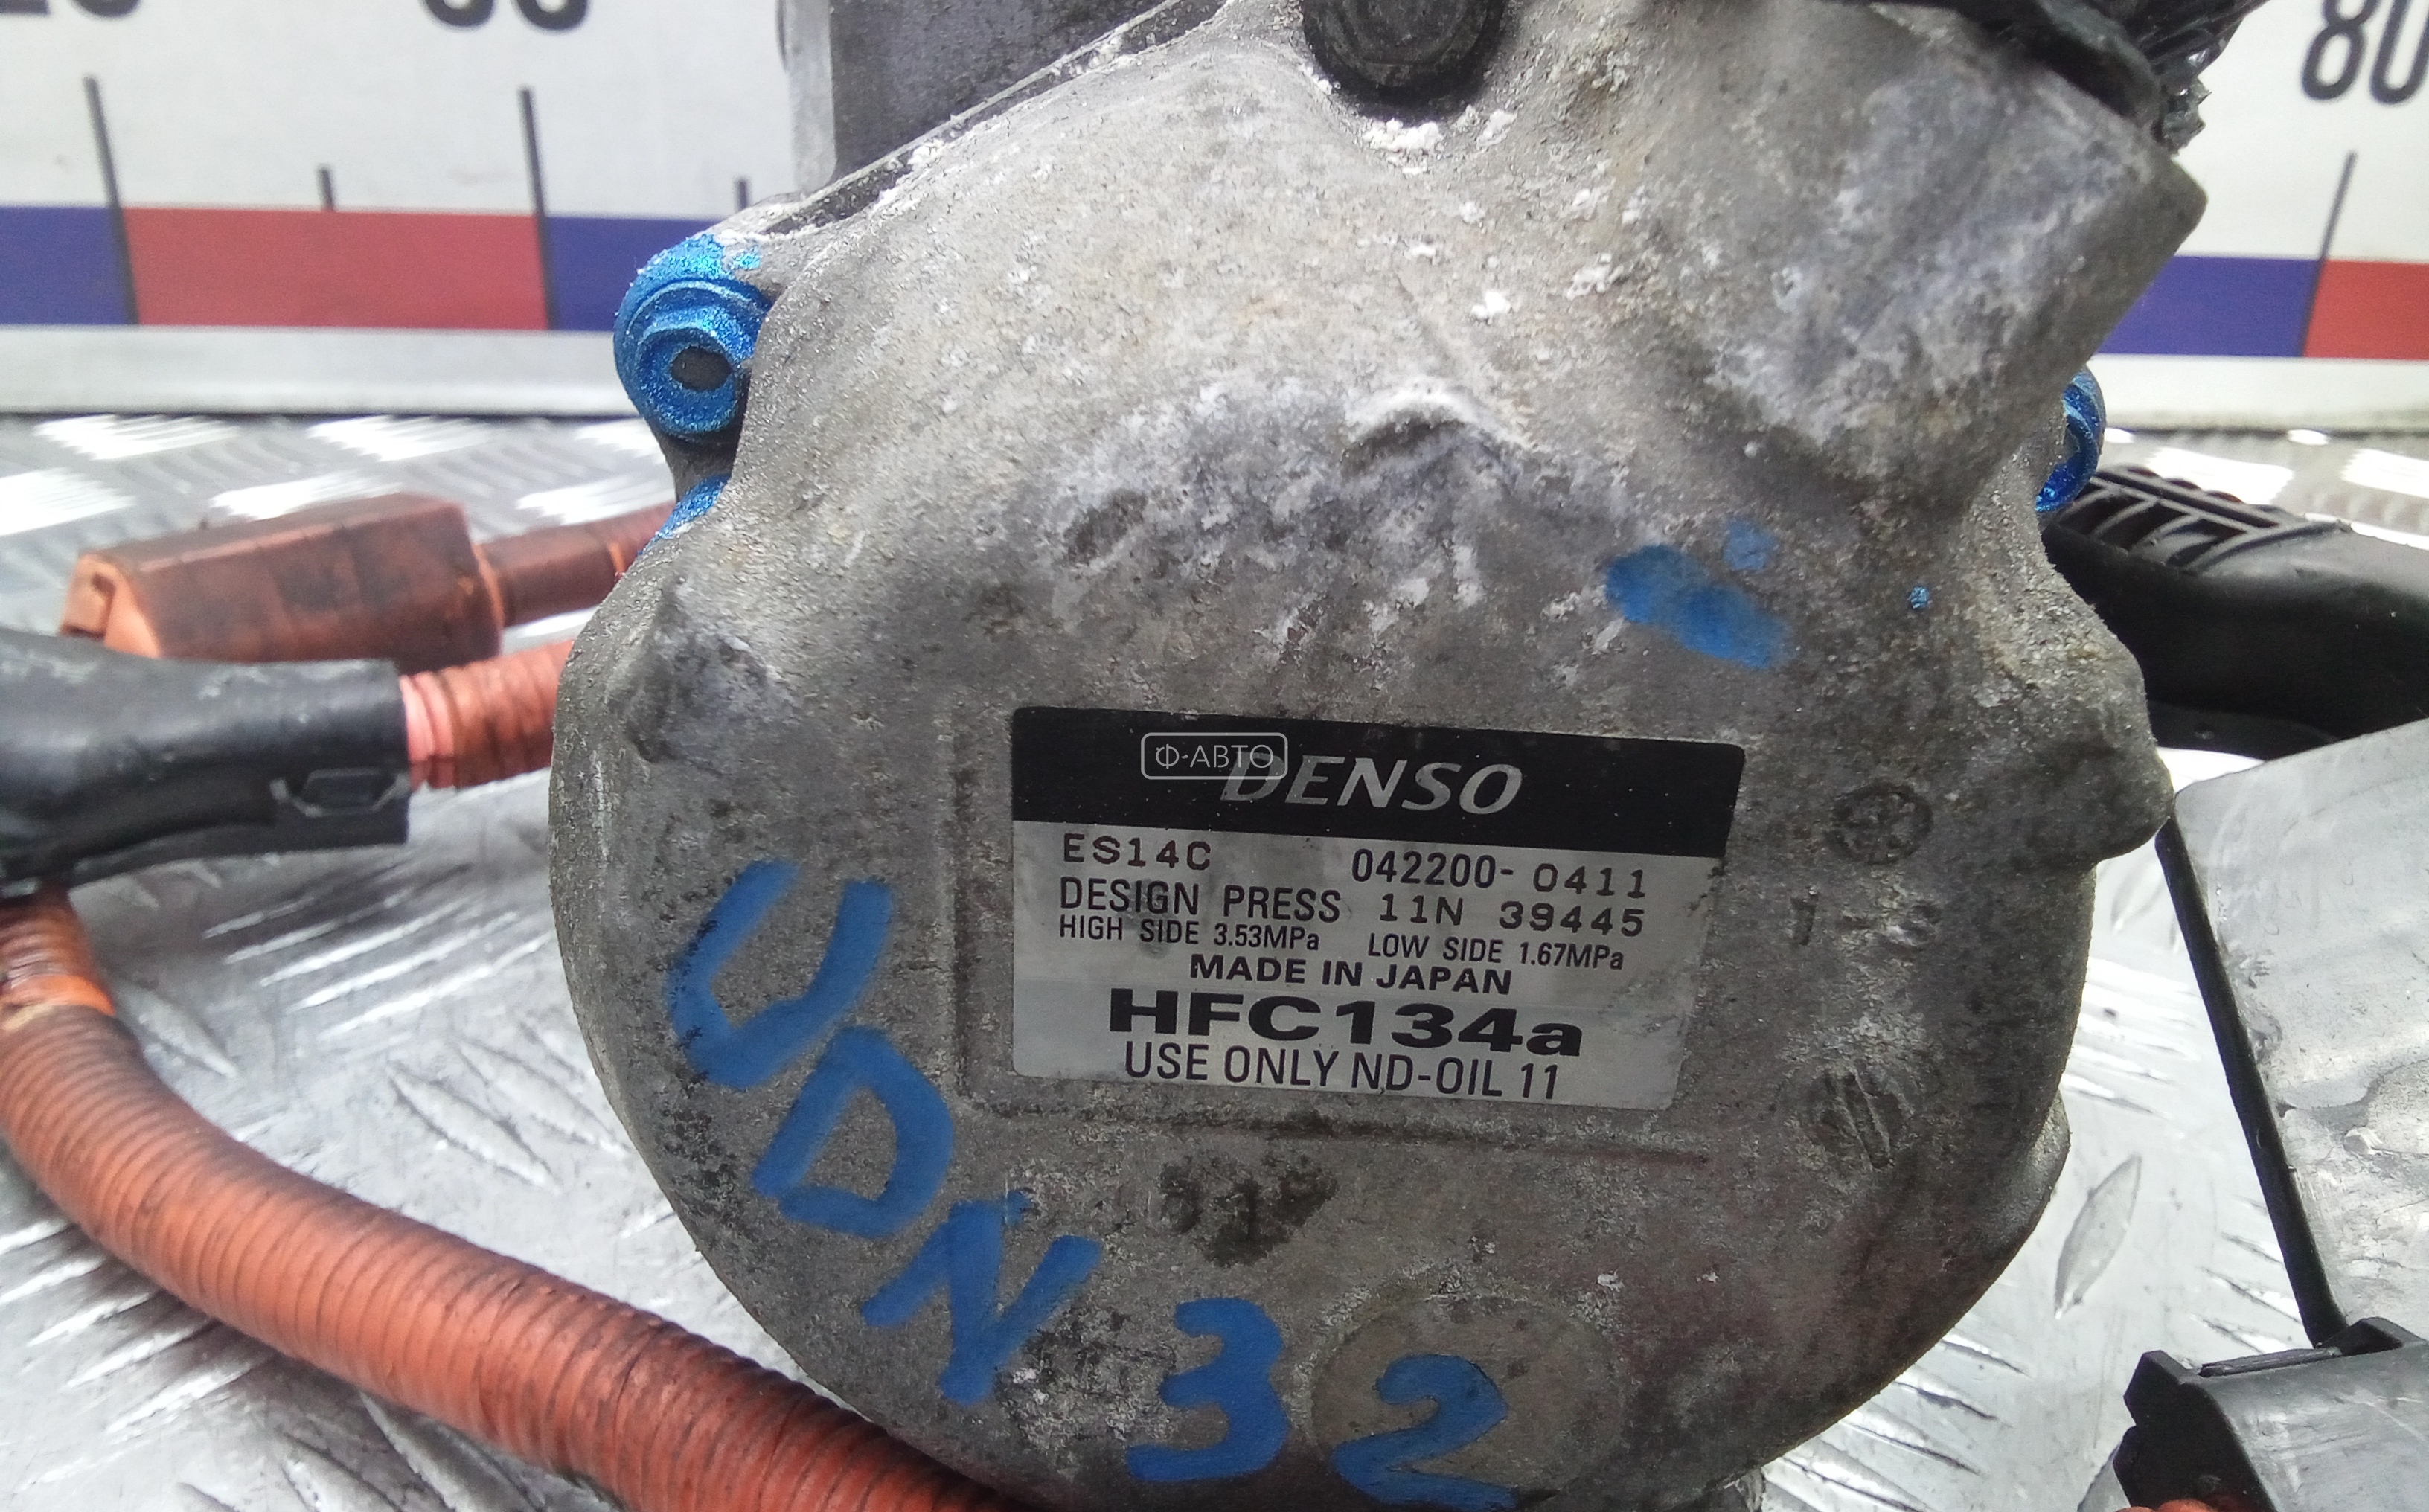 80
Ф-АВТО
DENSO
ES14C 042200-0411
DESIGN PRESS 11N 39445
HIGH SIDE 3.53MPa LOW SIDE 1.67MPa
MADE IN JAPAN
HFC134a
USE ONLY ND-OIL 11
UDN32